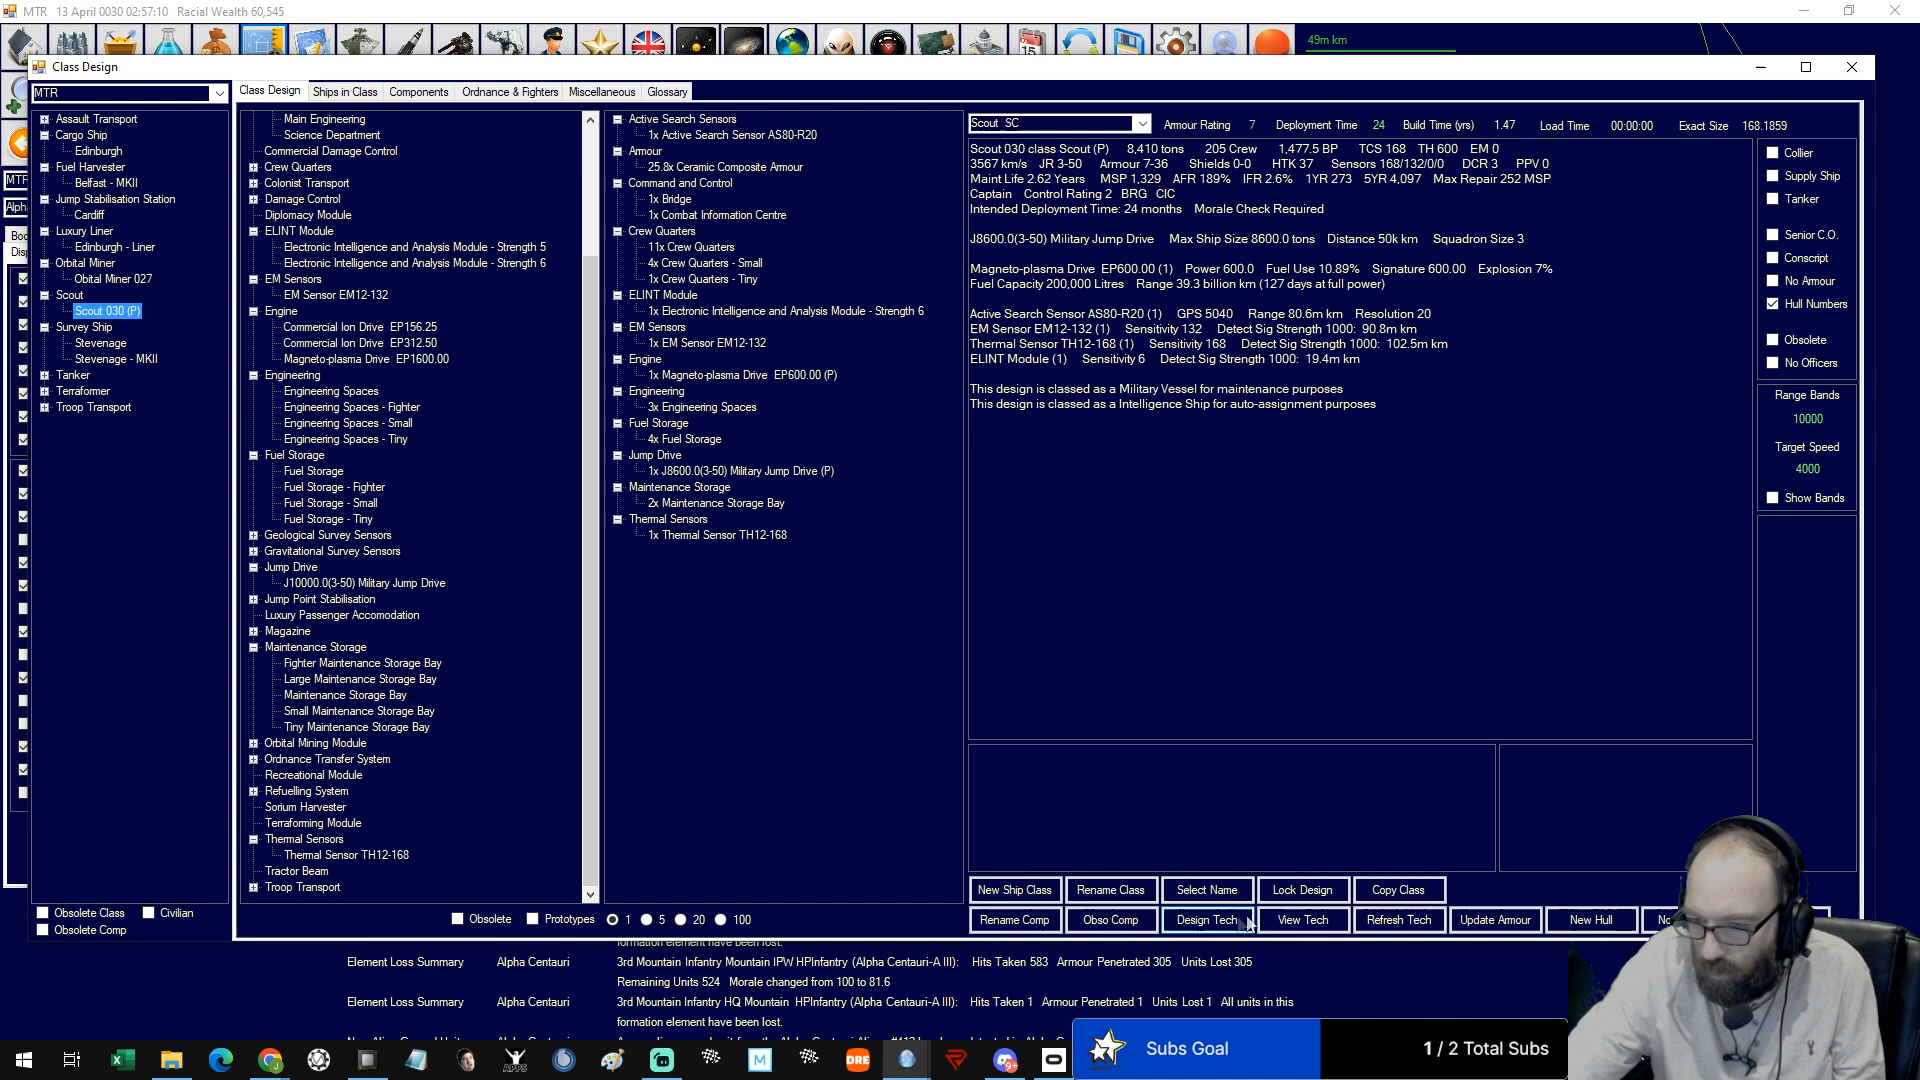 MTR 13 April 0030 02:57:10 Racial Wealth 60,545
49m km
Class Design
MTR
Assault Transport
Cargo Ship
Edinburgh
Fuel Harvester
Belfast - MKII
Jump Stabilisation Station
Cardiff
Luxury Liner
Edinburgh - Liner
Orbital Miner
Obital Miner 027
Scout
Scout 030 (P)
Survey Ship
Stevenage
Stevenage - MKII
Tanker
Terraformer
Troop Transport
Obsolete Class
Civilian
Obsolete Comp
Class Design
Ships in Class
Components
Ordnance & Fighters
Miscellaneous
Glossary
Main Engineering
Science Department
Commercial Damage Control
Crew Quarters
Colonist Transport
Damage Control
Diplomacy Module
ELINT Module
Electronic Intelligence and Analysis Module - Strength 5
Electronic Intelligence and Analysis Module - Strength 6
EM Sensors
EM Sensor EM12-132
Engine
Commercial Ion Drive EP156.25
Commercial Ion Drive EP312.50
Magneto-plasma Drive EP1600.00
Engineering
Engineering Spaces
Engineering Spaces - Fighter
Engineering Spaces - Small
Engineering Spaces - Tiny
Fuel Storage
Fuel Storage
Fuel Storage - Fighter
Fuel Storage - Small
Fuel Storage - Tiny
Geological Survey Sensors
Gravitational Survey Sensors
Jump Drive
J10000.0(3-50) Military Jump Drive
Jump Point Stabilisation
Luxury Passenger Accomodation
Magazine
Maintenance Storage
Fighter Maintenance Storage Bay
Large Maintenance Storage Bay
Maintenance Storage Bay
Small Maintenance Storage Bay
Tiny Maintenance Storage Bay
Orbital Mining Module
Ordnance Transfer System
Recreational Module
Refuelling System
Sorium Harvester
Terraforming Module
Thermal Sensors
Thermal Sensor TH12-168
Tractor Beam
Troop Transport
Obsolete
Prototypes
1
5
20
100
Active Search Sensors
1x Active Search Sensor AS80-R20
Armour
25.8x Ceramic Composite Armour
Command and Control
1x Bridge
1x Combat Information Centre
Crew Quarters
11x Crew Quarters
4x Crew Quarters - Small
1x Crew Quarters - Tiny
ELINT Module
1x Electronic Intelligence and Analysis Module - Strength 6
EM Sensors
1x EM Sensor EM12-132
Engine
1x Magneto-plasma Drive EP600.00 (P)
Engineering
3x Engineering Spaces
Fuel Storage
4x Fuel Storage
Jump Drive
1x J8600.0(3-50) Military Jump Drive (P)
Maintenance Storage
2x Maintenance Storage Bay
Thermal Sensors
1x Thermal Sensor TH12-168
Scout SC
Armour Rating 7 Deployment Time 24 Build Time (yrs) 1.47 Load Time 00:00:00 Exact Size 168.1859
Scout 030 class Scout (P) 8,410 tons 205 Crew 1,477.5 BP TCS 168 TH 600 EM 0
3567 km/s JR 3-50 Armour 7-36 Shields 0-0 HTK 37 Sensors 168/132/0/0 DCR 3 PPV 0
Maint Life 2.62 Years MSP 1,329 AFR 189% IFR 2.6% 1YR 273 5YR 4,097 Max Repair 252 MSP
Captain Control Rating 2 BRG CIC
Intended Deployment Time: 24 months Morale Check Required
J8600.0(3-50) Military Jump Drive Max Ship Size 8600.0 tons Distance 50k km Squadron Size 3
Magneto-plasma Drive EP600.00 (1) Power 600.0 Fuel Use 10.89% Signature 600.00 Explosion 7%
Fuel Capacity 200,000 Litres Range 39.3 billion km (127 days at full power)
Active Search Sensor AS80-R20 (1) GPS 5040 Range 80.6m km Resolution 20
EM Sensor EM12-132 (1) Sensitivity 132 Detect Sig Strength 1000: 90.8m km
Thermal Sensor TH12-168 (1) Sensitivity 168 Detect Sig Strength 1000: 102.5m km
ELINT Module (1) Sensitivity 6 Detect Sig Strength 1000: 19.4m km
This design is classed as a Military Vessel for maintenance purposes
This design is classed as a Intelligence Ship for auto-assignment purposes
Collier
Supply Ship
Tanker
Senior C.O.
Conscript
No Armour
Hull Numbers
Obsolete
No Officers
Range Bands
10000
Target Speed
4000
Show Bands
New Ship Class
Rename Class
Select Name
Lock Design
Copy Class
Rename Comp
Obso Comp
Design Tech
View Tech
Refresh Tech
Update Armour
New Hull
formation element have been lost.
Element Loss Summary Alpha Centauri 3rd Mountain Infantry Mountain IPW HPInfantry (Alpha Centauri-A III): Hits Taken 583 Armour Penetrated 305 Units Lost 305
Remaining Units 524 Morale changed from 100 to 81.6
Element Loss Summary Alpha Centauri 3rd Mountain Infantry HQ Mountain HPInfantry (Alpha Centauri-A III): Hits Taken 1 Armour Penetrated 1 Units Lost 1 All units in this
formation element have been lost.
Subs Goal
1 / 2 Total Subs
APPS
M
DRE
9+